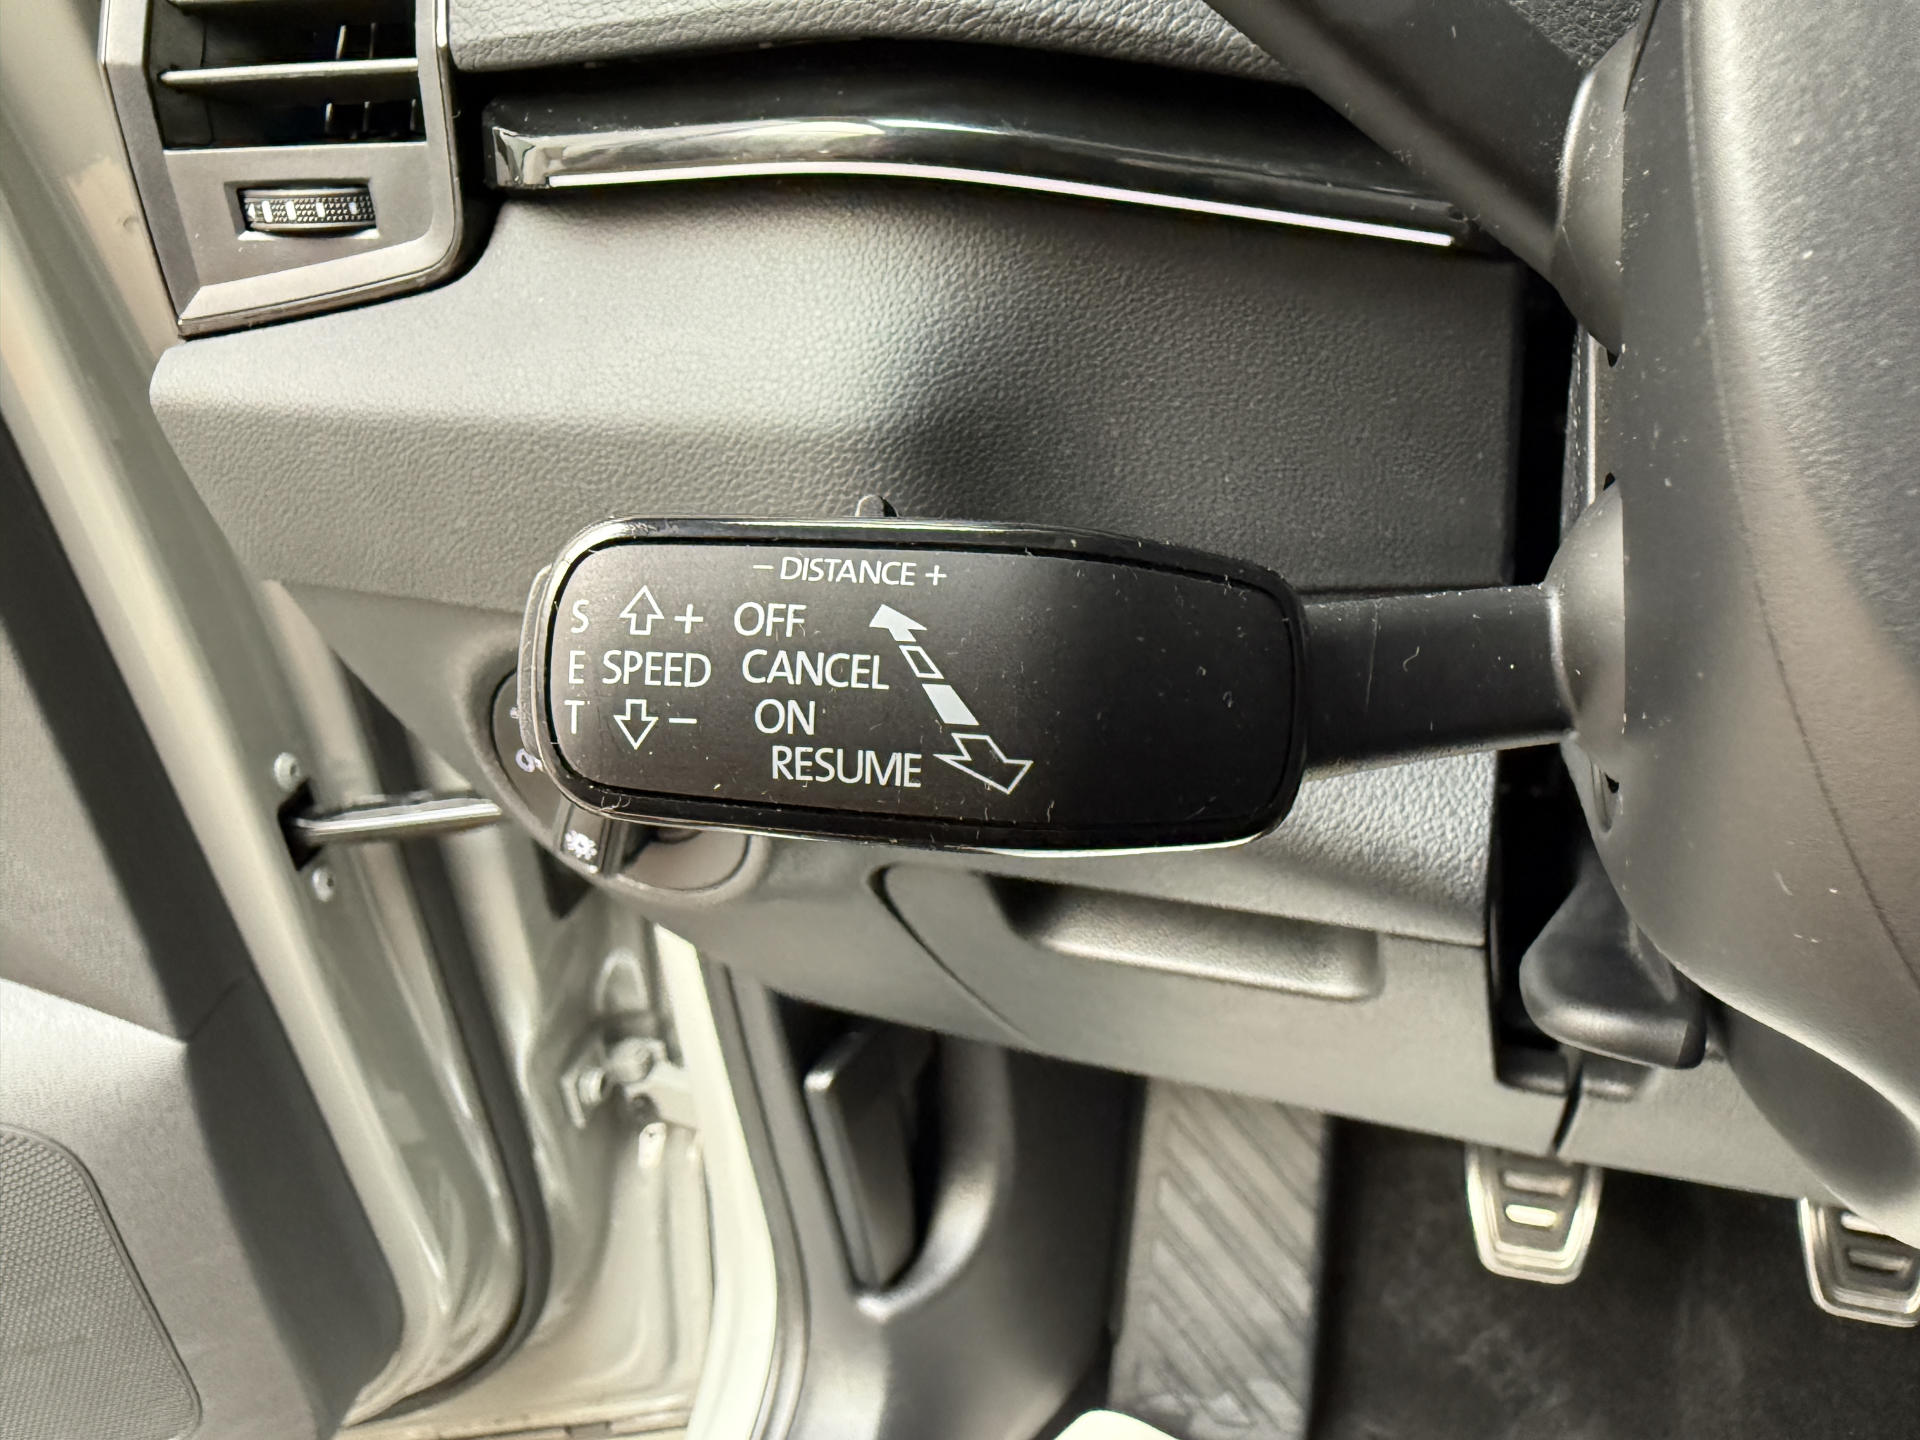 − DISTANCE +
S + OFF
E SPEED CANCEL
T − ON
RESUME